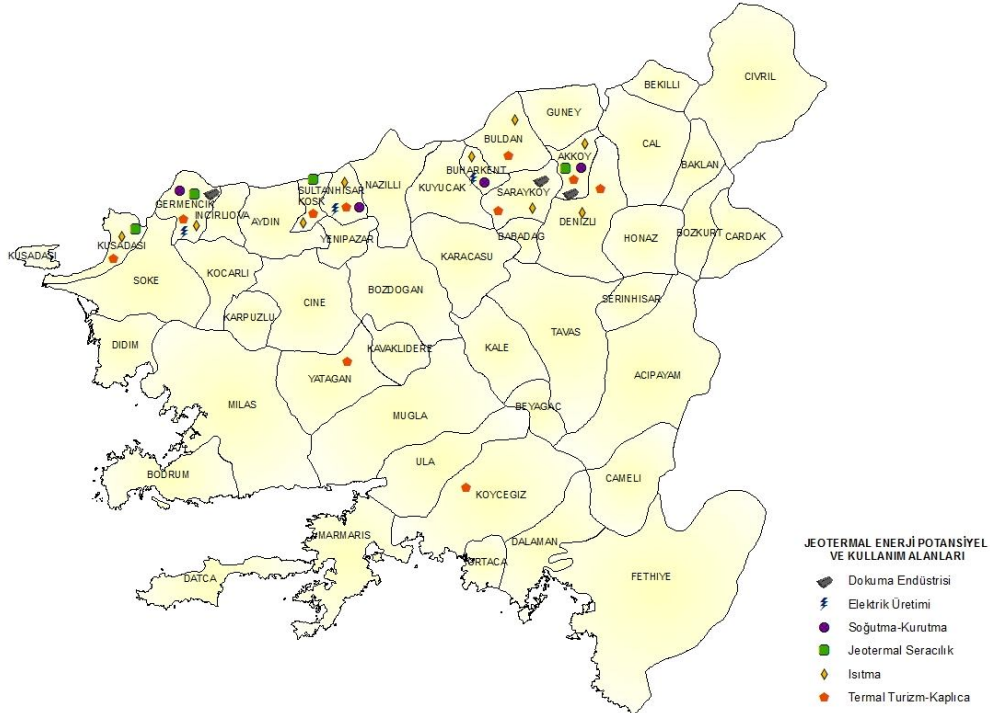 CIVRIL
BEKILLI
GUNEY
BULDAN
CAL
AKKOY
BAKLAN
BUHARKENT
SULTANHISAR
NAZILLI
KUYUCAK
SARAYKOY
GERMENCIK
INCIRLIOVA
KOSK
AYDIN
DENIZLI
YENIPAZAR
BABADAG
HONAZ
BOZKURT
CARDAK
KUSADASI
KUSADASI
SOKE
KOCARLI
KARACASU
CINE
BOZDOGAN
SERINHISAR
KARPUZLU
TAVAS
DIDIM
KAVAKLIDERE
KALE
YATAGAN
ACIPAYAM
MILAS
MUGLA
BEYAGAC
ULA
BODRUM
CAMELI
KOYCEGIZ
MARMARIS
DALAMAN
ORTACA
DATCA
FETHIYE
JEOTERMAL ENERJİ POTANSİYEL
VE KULLANIM ALANLARI
Dokuma Endüstrisi
Elektrik Üretimi
Soğutma-Kurutma
Jeotermal Seracılık
Isıtma
Termal Turizm-Kaplıca